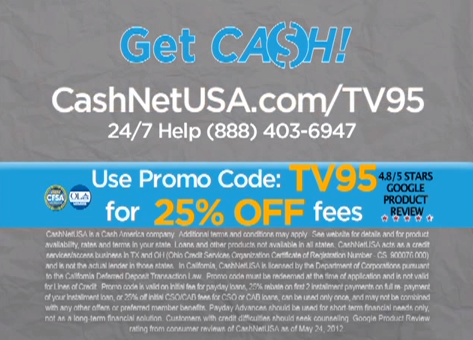 Get CA$H!
CashNetUSA.com/TV95
24/7 Help (888) 403-6947
CFSA
OLA
Use Promo Code: TV95
for 25% OFF fees
4.8/5 STARS
GOOGLE
PRODUCT
REVIEW
CashNetUSA is a Cash America company. Additional terms and conditions may apply. See website for details and for product
availability, rates and terms in your state. Loans and other products not available in all states. CashNetUSA acts as a credit
services/access business in TX and OH (Ohio Credit Services Organization Certificate of Registration Number - CS. 900076.000)
and is not the actual lender in those states. In California, CashNetUSA is licensed by the Department of Corporations pursuant
to the California Deferred Deposit Transaction Law. Promo code must be redeemed at the time of application and is not valid
for Lines of Credit. Promo code is valid on initial fee for payday loans, 25% rebate on first 2 installment payments on full re-payment
of your installment loan, or 25% off initial CSO/CAB fees for CSO or CAB loans, can be used only once, and may not be combined
with any other offers or preferred member benefits. Payday Advances should be used for short-term financial needs only,
not as a long-term financial solution. Customers with credit difficulties should seek counseling. Google Product Review
rating from consumer reviews of CashNetUSA as of May 24, 2012